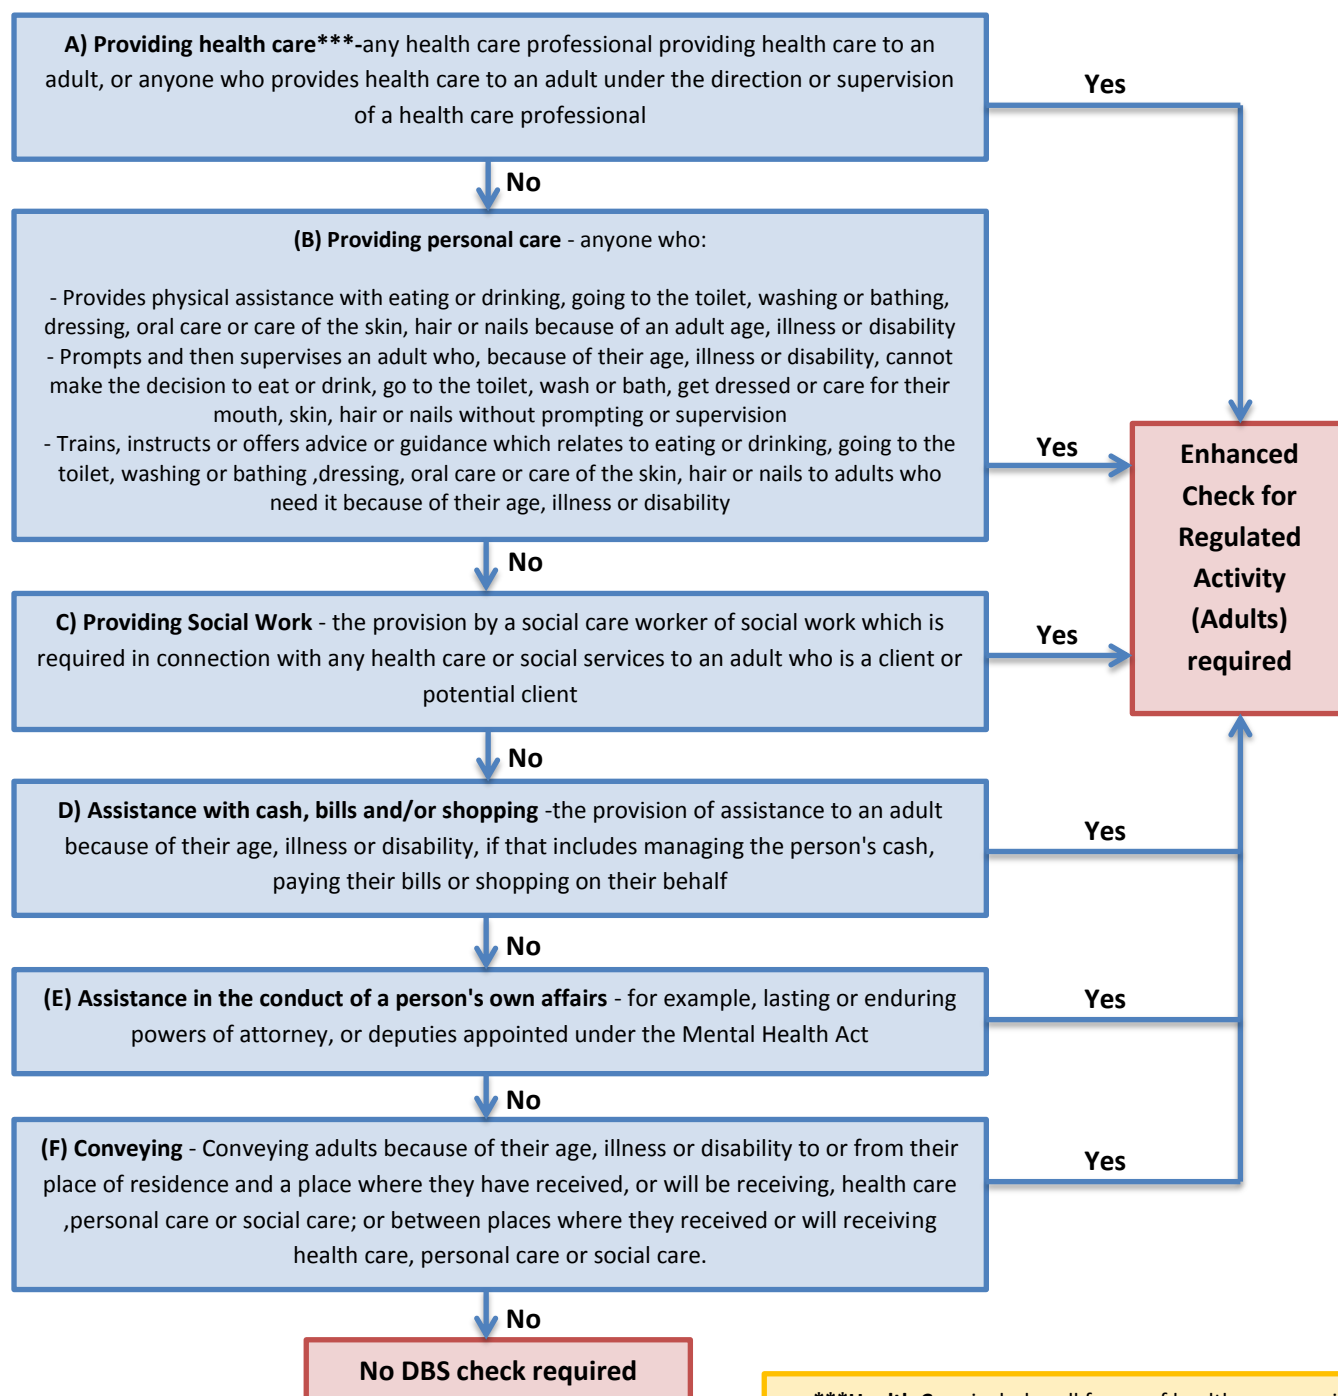 A) Providing health care***-any health care professional providing health care to an
adult, or anyone who provides health care to an adult under the direction or supervision
of a health care professional
Yes
No
(B) Providing personal care - anyone who:
- Provides physical assistance with eating or drinking, going to the toilet, washing or bathing,
dressing, oral care or care of the skin, hair or nails because of an adult age, illness or disability
- Prompts and then supervises an adult who, because of their age, illness or disability, cannot
make the decision to eat or drink, go to the toilet, wash or bath, get dressed or care for their
mouth, skin, hair or nails without prompting or supervision
- Trains, instructs or offers advice or guidance which relates to eating or drinking, going to the
toilet, washing or bathing ,dressing, oral care or care of the skin, hair or nails to adults who
need it because of their age, illness or disability
Yes
Enhanced
Check for
Regulated
Activity
(Adults)
required
No
C) Providing Social Work - the provision by a social care worker of social work which is
required in connection with any health care or social services to an adult who is a client or
potential client
Yes
No
D) Assistance with cash, bills and/or shopping -the provision of assistance to an adult
because of their age, illness or disability, if that includes managing the person's cash,
paying their bills or shopping on their behalf
Yes
No
(E) Assistance in the conduct of a person's own affairs - for example, lasting or enduring
powers of attorney, or deputies appointed under the Mental Health Act
Yes
No
(F) Conveying - Conveying adults because of their age, illness or disability to or from their
place of residence and a place where they have received, or will be receiving, health care
,personal care or social care; or between places where they received or will receiving
health care, personal care or social care.
Yes
No
No DBS check required